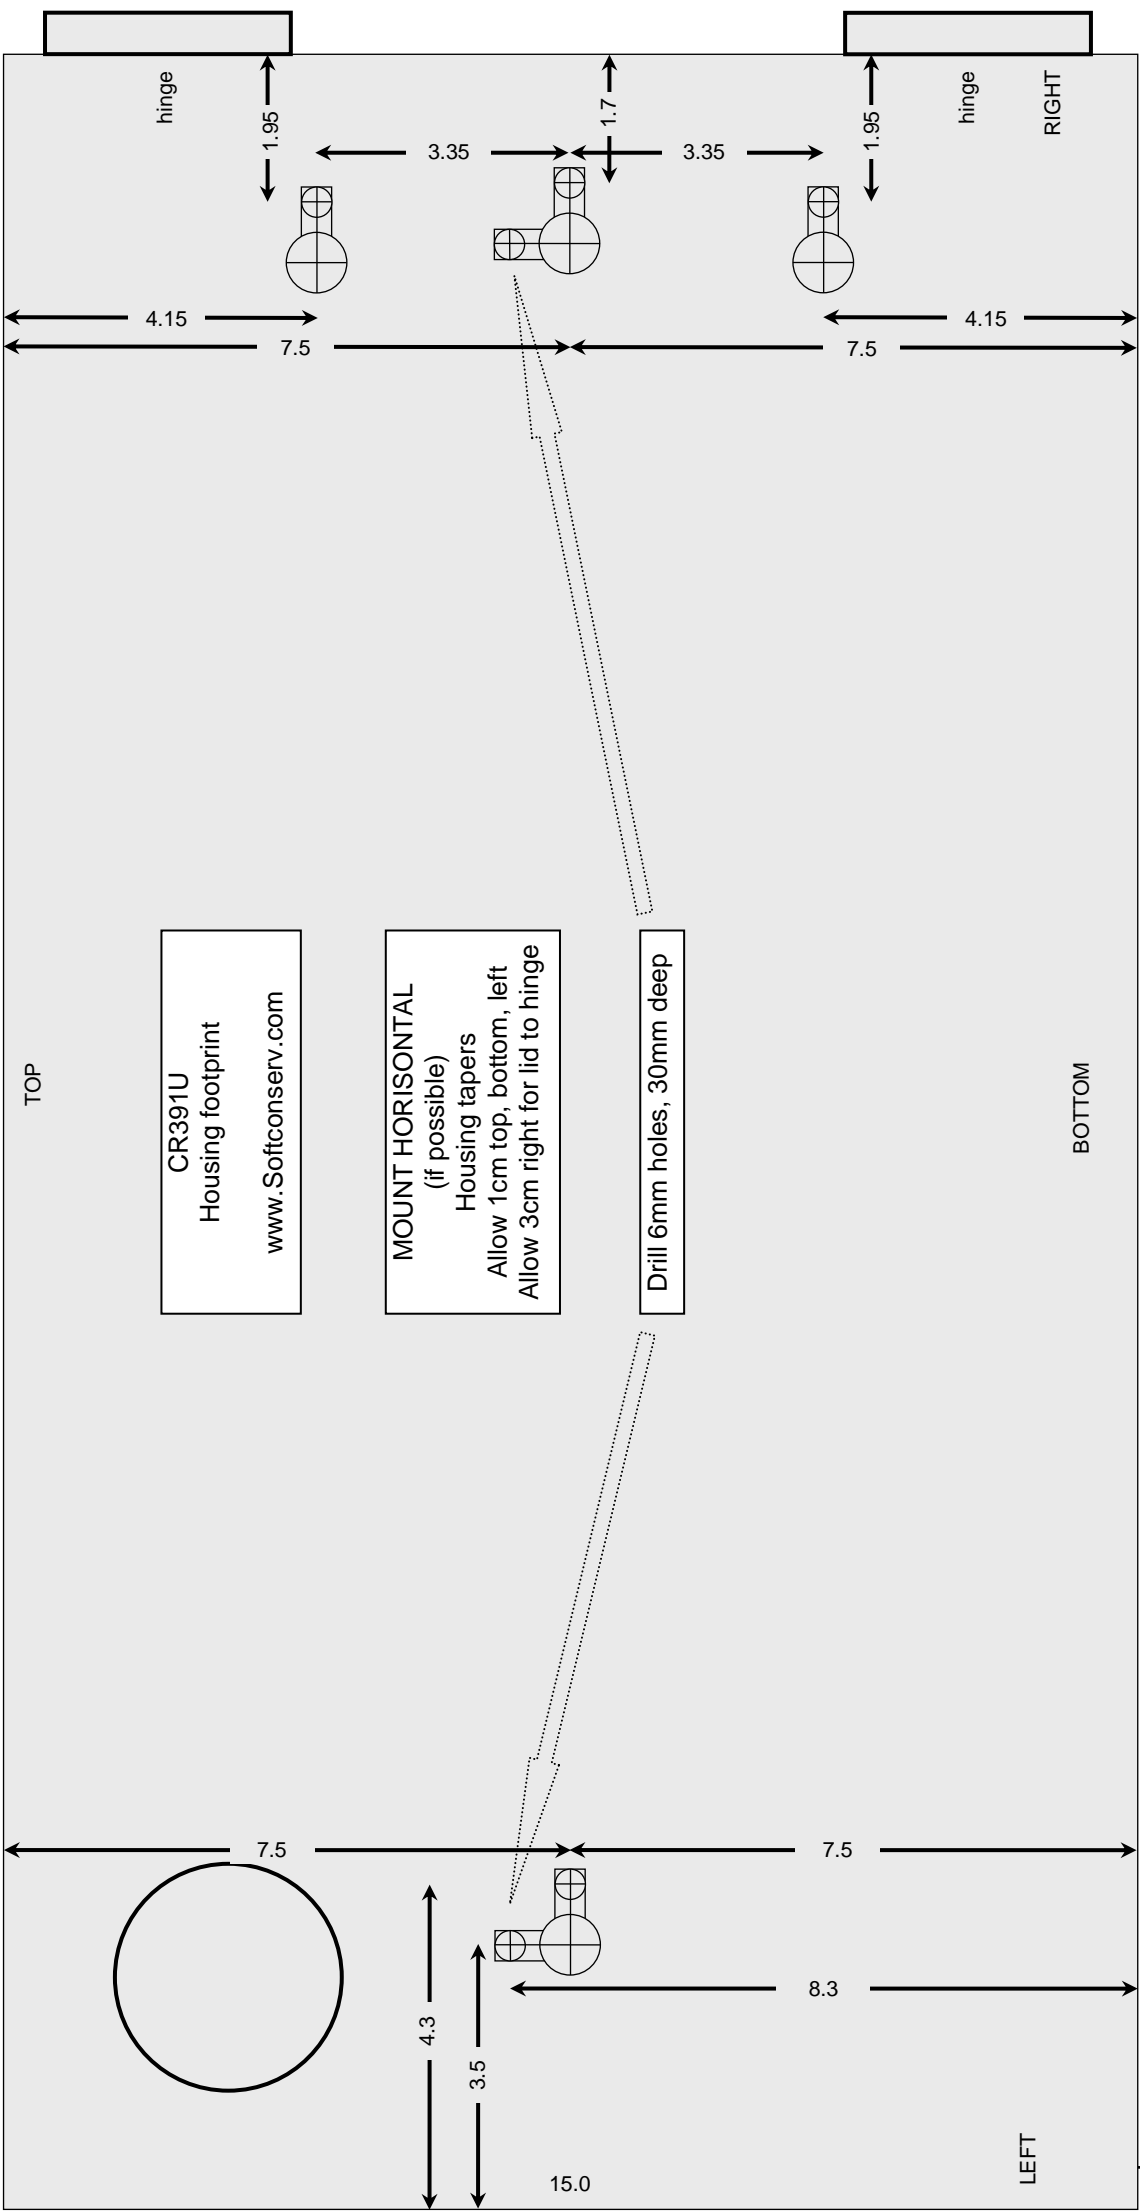 TOP
CR391U
Housing footprint
www.Softconserv.com
MOUNT HORISONTAL
(if possible)
Housing tapers
Allow 1cm top, bottom, left
Allow 3cm right for lid to hinge
Drill 6mm holes, 30mm deep
BOTTOM
LEFT
RIGHT
hinge
hinge
1.95
1.7
1.95
3.35
3.35
4.15
4.15
7.5
7.5
7.5
7.5
8.3
4.3
3.5
15.0